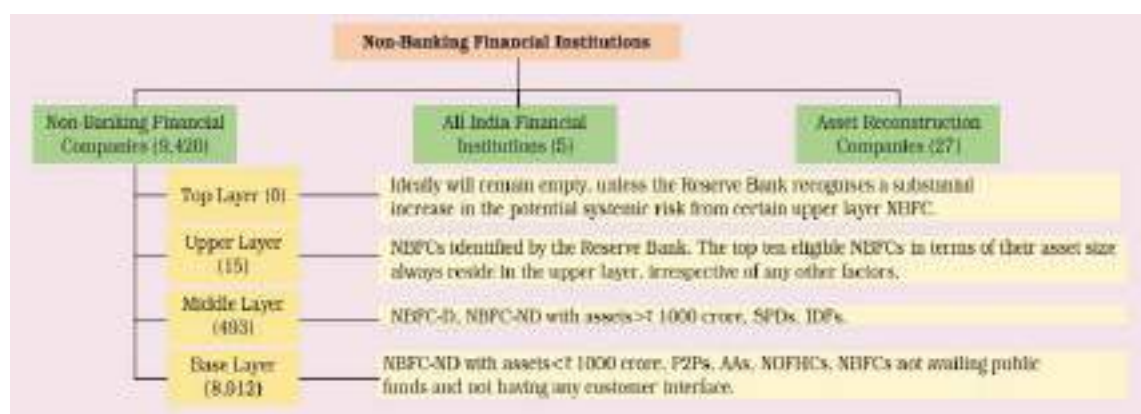 Non-Banking Financial Institutions
Non-Banking Financial
Companies (9,420)
All India Financial
Institutions (5)
Asset Reconstruction
Companies (27)
Top Layer (0)
Ideally will remain empty, unless the Reserve Bank recognises a substantial
increase in the potential systemic risk from certain upper layer NBFC.
Upper Layer
(15)
NBFCs identified by the Reserve Bank. The top ten eligible NBFCs in terms of their asset size
always reside in the upper layer, irrespective of any other factors.
Middle Layer
(493)
NBFC-D, NBFC-ND with assets>₹ 1000 crore, SPDs, IDFs.
Base Layer
(8,912)
NBFC-ND with assets<₹ 1000 crore, P2Ps, AAs, NOFHCs, NBFCs not availing public
funds and not having any customer interface.